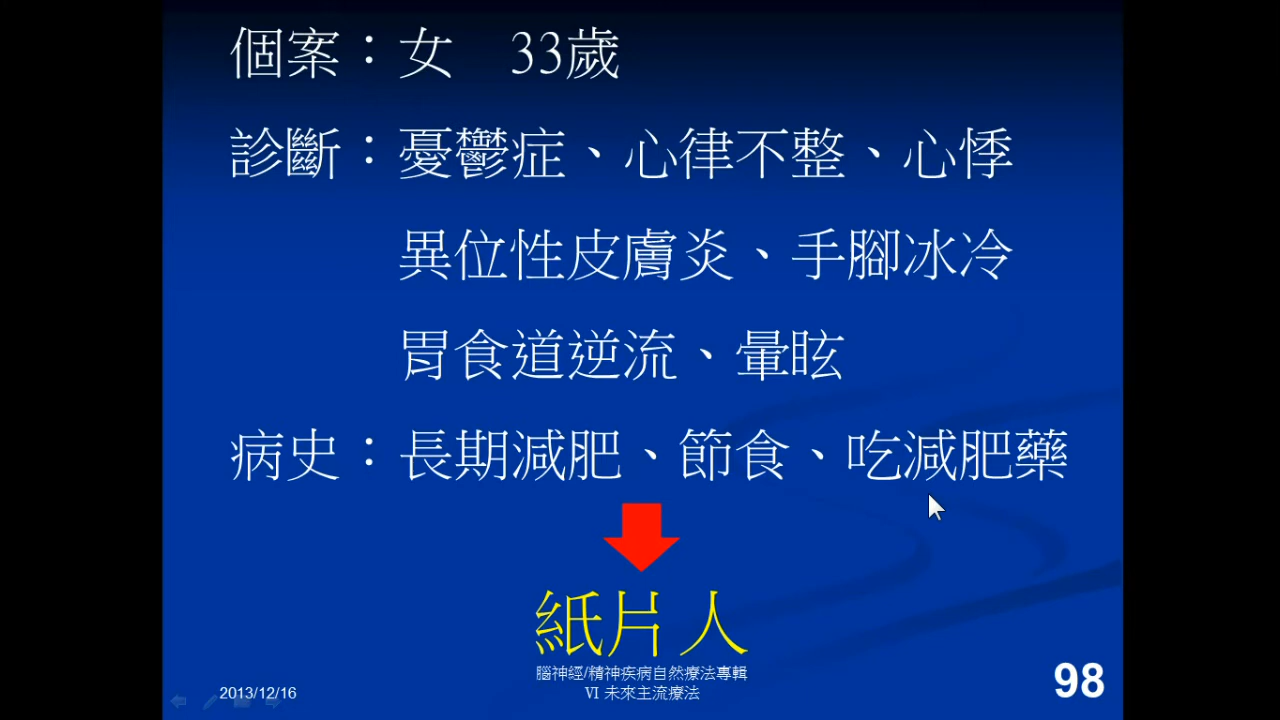 個案：女　33歲
診斷：憂鬱症、心律不整、心悸
異位性皮膚炎、手腳冰冷
胃食道逆流、暈眩
病史：長期減肥、節食、吃減肥藥
紙片人
腦神經/精神疾病自然療法專輯
VI 未來主流療法
2013/12/16
98